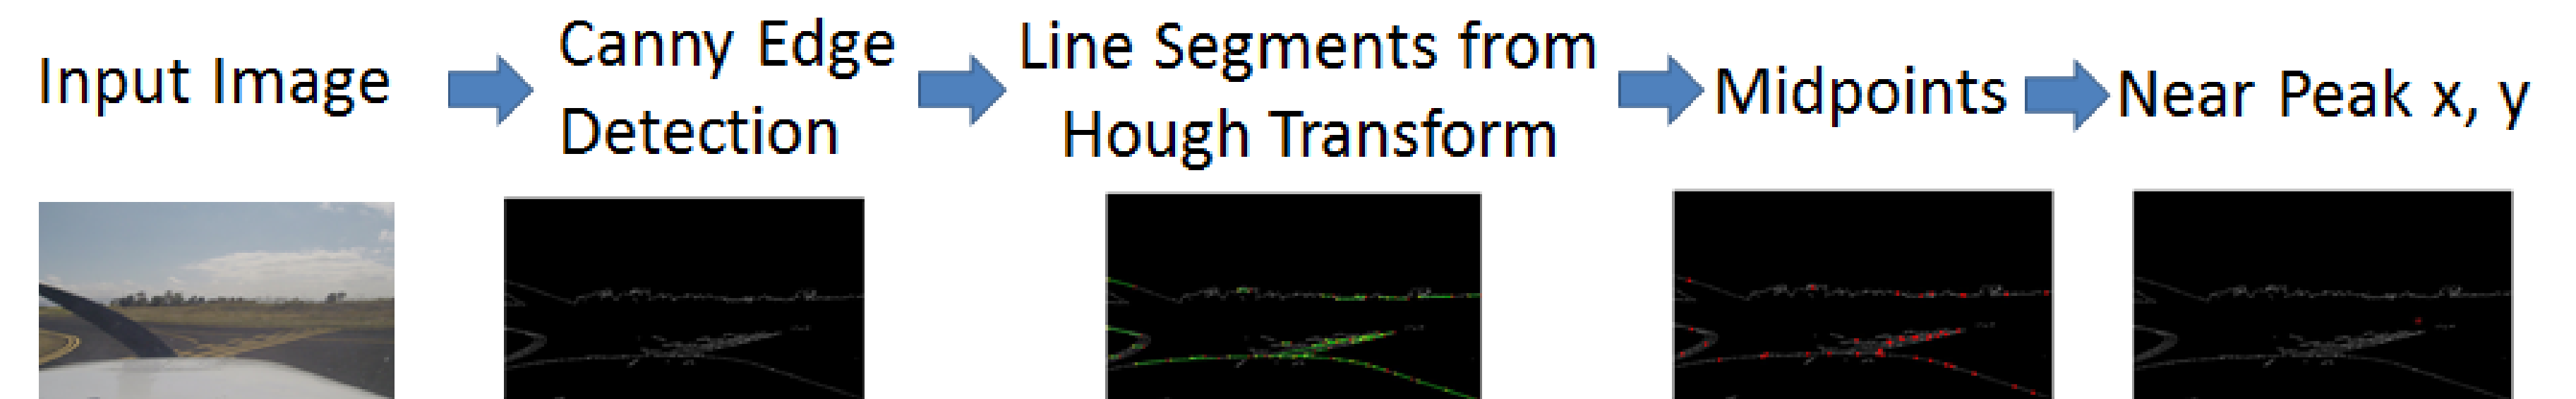 Input Image
Canny Edge
Detection
Line Segments from
Hough Transform
Midpoints
Near Peak x, y